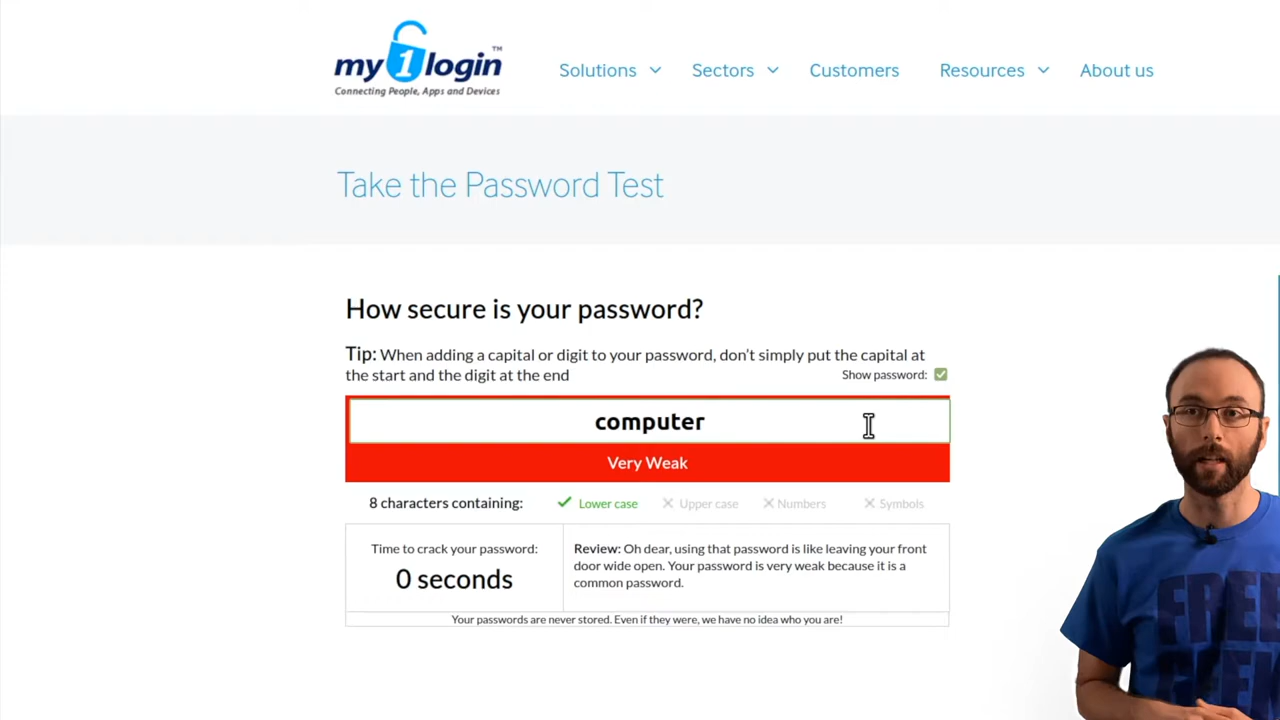 my1login™
Connecting People, Apps and Devices
Solutions
Sectors
Customers
Resources
About us
Take the Password Test
How secure is your password?
Tip: When adding a capital or digit to your password, don't simply put the capital at
the start and the digit at the end
Show password:
computer
Very Weak
8 characters containing:
Lower case
Upper case
Numbers
Symbols
Time to crack your password:
0 seconds
Review: Oh dear, using that password is like leaving your front
door wide open. Your password is very weak because it is a
common password.
Your passwords are never stored. Even if they were, we have no idea who you are!
FREE
GEEK